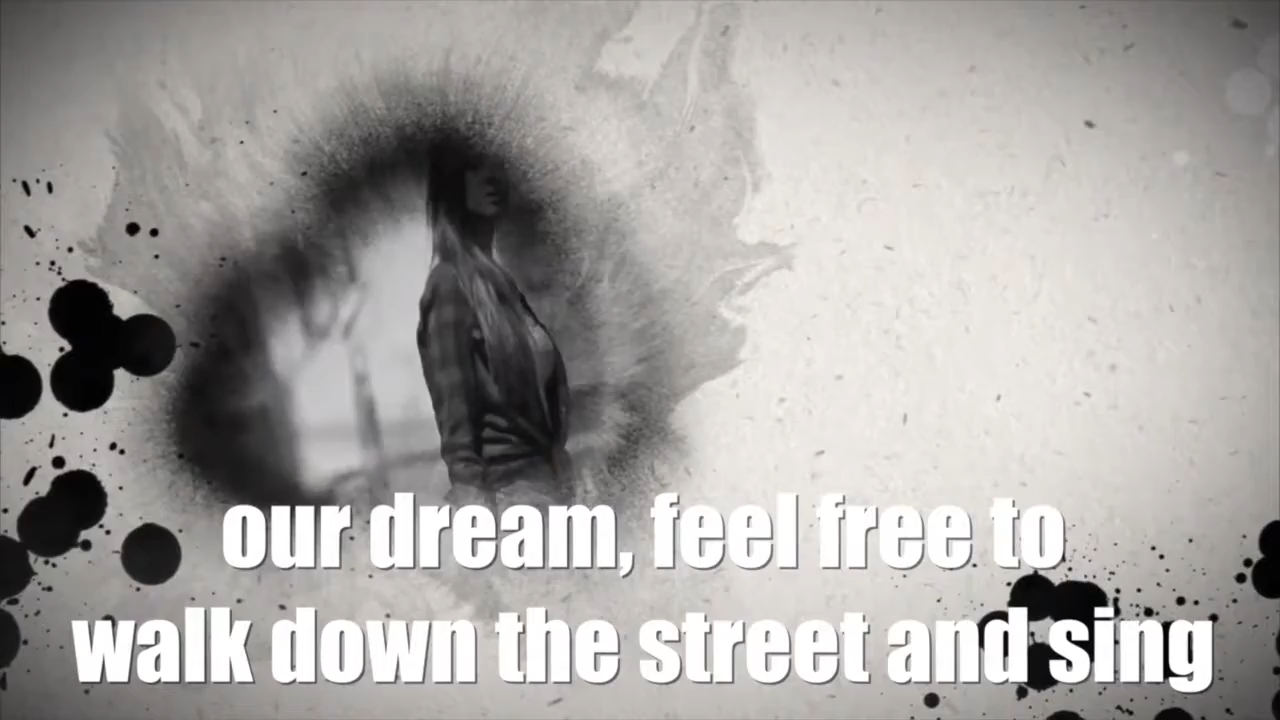 our dream, feel free to
walk down the street and sing